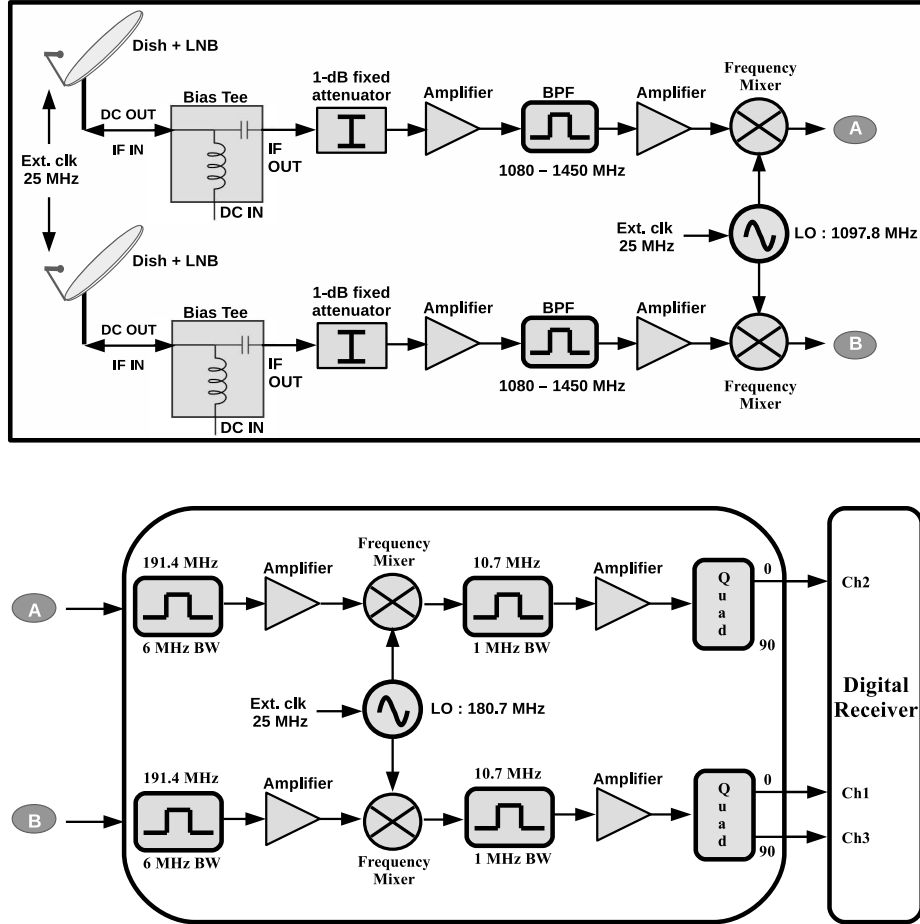 Dish + LNB
1-dB fixed
attenuator
Amplifier
BPF
Amplifier
Frequency
Mixer
Bias Tee
DC OUT
IF IN
IF
OUT
DC IN
1080 – 1450 MHz
A
Ext. clk
25 MHz
Ext. clk
25 MHz
LO : 1097.8 MHz
Dish + LNB
1-dB fixed
attenuator
Amplifier
BPF
Amplifier
Bias Tee
DC OUT
IF IN
IF
OUT
DC IN
1080 – 1450 MHz
B
Frequency
Mixer
191.4 MHz
Amplifier
Frequency
Mixer
10.7 MHz
Amplifier
Quad
0
90
A
6 MHz BW
1 MHz BW
Ch2
Ext. clk
25 MHz
LO : 180.7 MHz
Digital
Receiver
191.4 MHz
Amplifier
10.7 MHz
Amplifier
Quad
0
90
B
6 MHz BW
Frequency
Mixer
1 MHz BW
Ch1
Ch3